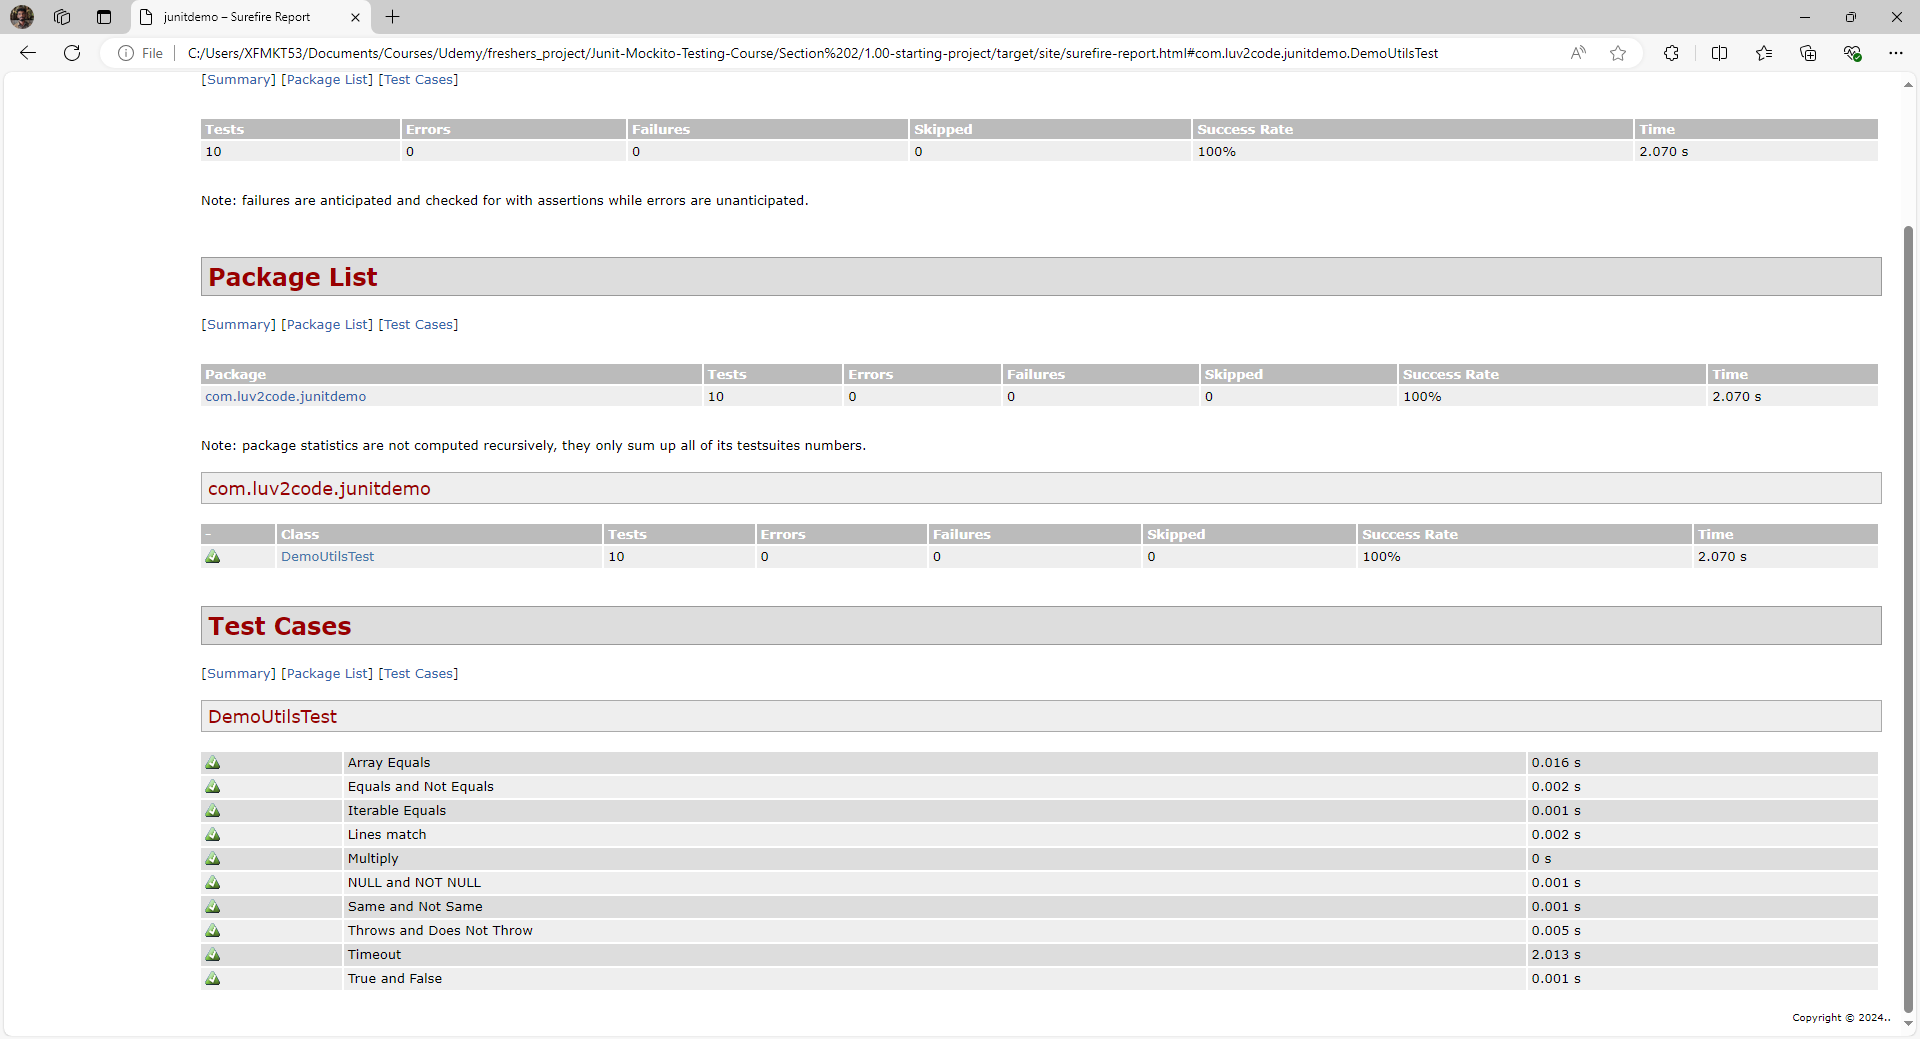 junitdemo – Surefire Report
File C:/Users/XFMKT53/Documents/Courses/Udemy/freshers_project/Junit-Mockito-Testing-Course/Section%202/1.00-starting-project/target/site/surefire-report.html#com.luv2code.junitdemo.DemoUtilsTest
[Summary] [Package List] [Test Cases]
Tests Errors Failures Skipped Success Rate Time
10 0 0 0 100% 2.070 s
Note: failures are anticipated and checked for with assertions while errors are unanticipated.
Package List
[Summary] [Package List] [Test Cases]
Package Tests Errors Failures Skipped Success Rate Time
com.luv2code.junitdemo 10 0 0 0 100% 2.070 s
Note: package statistics are not computed recursively, they only sum up all of its testsuites numbers.
com.luv2code.junitdemo
- Class Tests Errors Failures Skipped Success Rate Time
DemoUtilsTest 10 0 0 0 100% 2.070 s
Test Cases
[Summary] [Package List] [Test Cases]
DemoUtilsTest
Array Equals 0.016 s
Equals and Not Equals 0.002 s
Iterable Equals 0.001 s
Lines match 0.002 s
Multiply 0 s
NULL and NOT NULL 0.001 s
Same and Not Same 0.001 s
Throws and Does Not Throw 0.005 s
Timeout 2.013 s
True and False 0.001 s
Copyright © 2024..